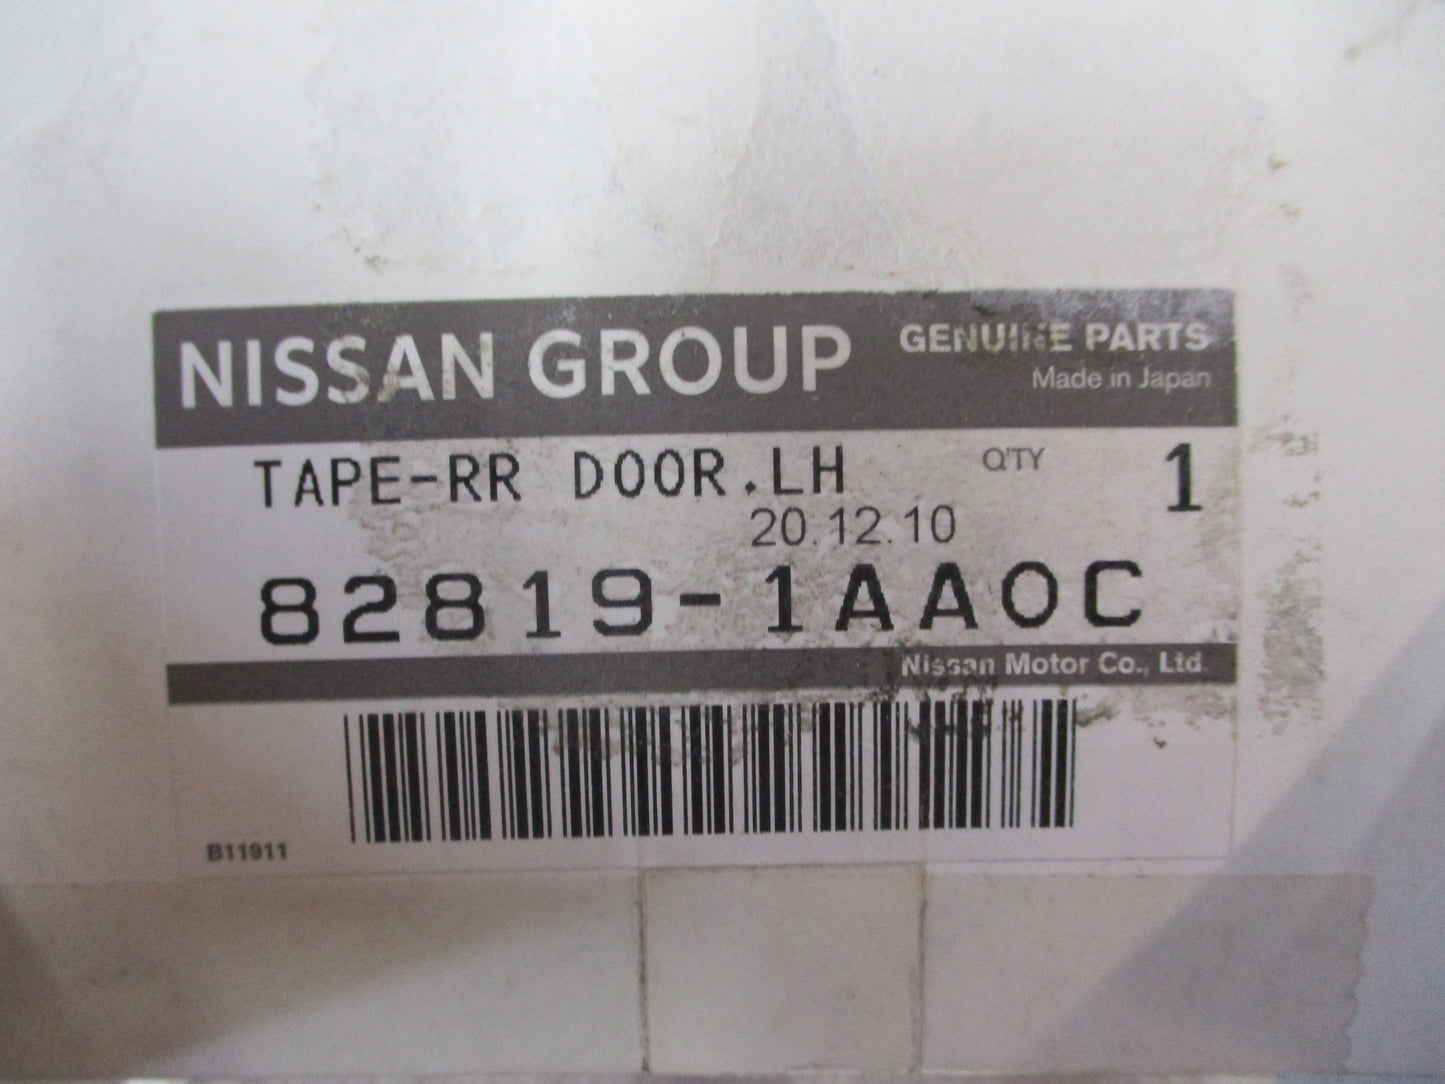 NISSAN GROUP GENUINE PARTS
Made in Japan
TAPE-RR DOOR.LH Q'TY 1
20.12.10
82819-1AA0C
Nissan Motor Co., Ltd.
B11911